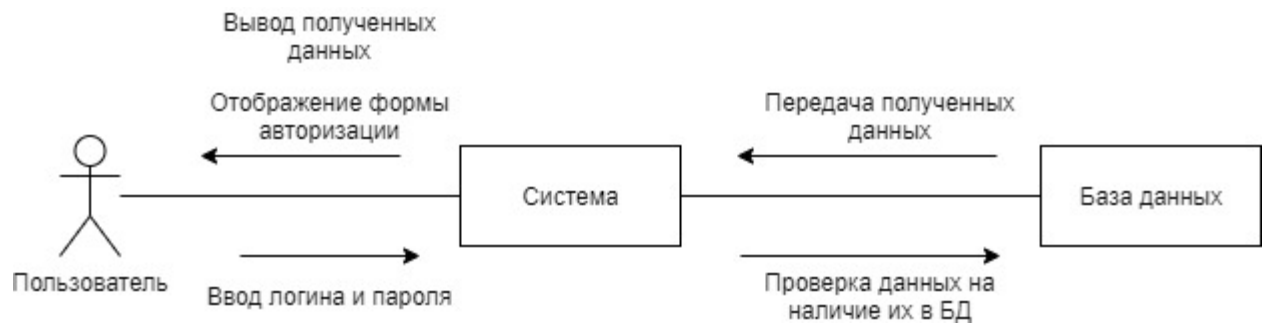 Вывод полученных
данных
Отображение формы
авторизации
Передача полученных
данных
Система
База данных
Пользователь
Ввод логина и пароля
Проверка данных на
наличие их в БД